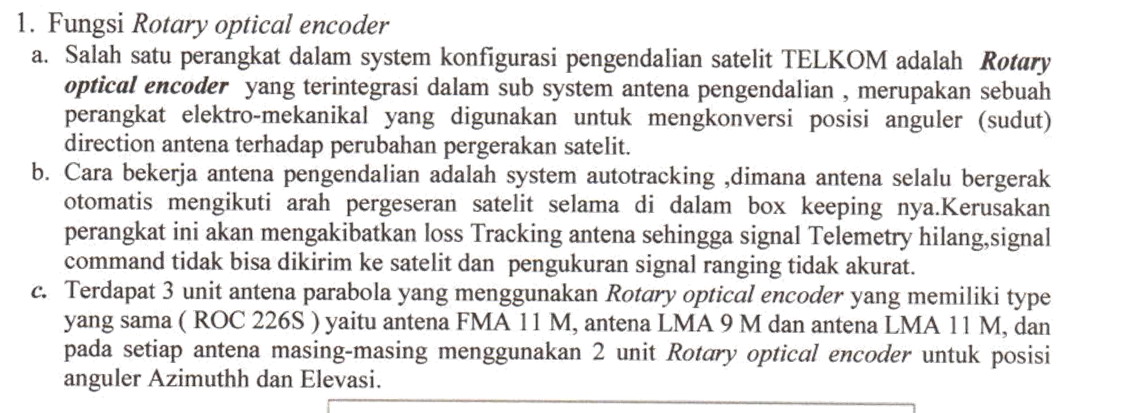 1. Fungsi Rotary optical encoder
a. Salah satu perangkat dalam system konfigurasi pengendalian satelit TELKOM adalah Rotary
optical encoder yang terintegrasi dalam sub system antena pengendalian , merupakan sebuah
perangkat elektro-mekanikal yang digunakan untuk mengkonversi posisi anguler (sudut)
direction antena terhadap perubahan pergerakan satelit.
b. Cara bekerja antena pengendalian adalah system autotracking ,dimana antena selalu bergerak
otomatis mengikuti arah pergeseran satelit selama di dalam box keeping nya.Kerusakan
perangkat ini akan mengakibatkan loss Tracking antena sehingga signal Telemetry hilang,signal
command tidak bisa dikirim ke satelit dan pengukuran signal ranging tidak akurat.
c. Terdapat 3 unit antena parabola yang menggunakan Rotary optical encoder yang memiliki type
yang sama ( ROC 226S ) yaitu antena FMA 11 M, antena LMA 9 M dan antena LMA 11 M, dan
pada setiap antena masing-masing menggunakan 2 unit Rotary optical encoder untuk posisi
anguler Azimuthh dan Elevasi.